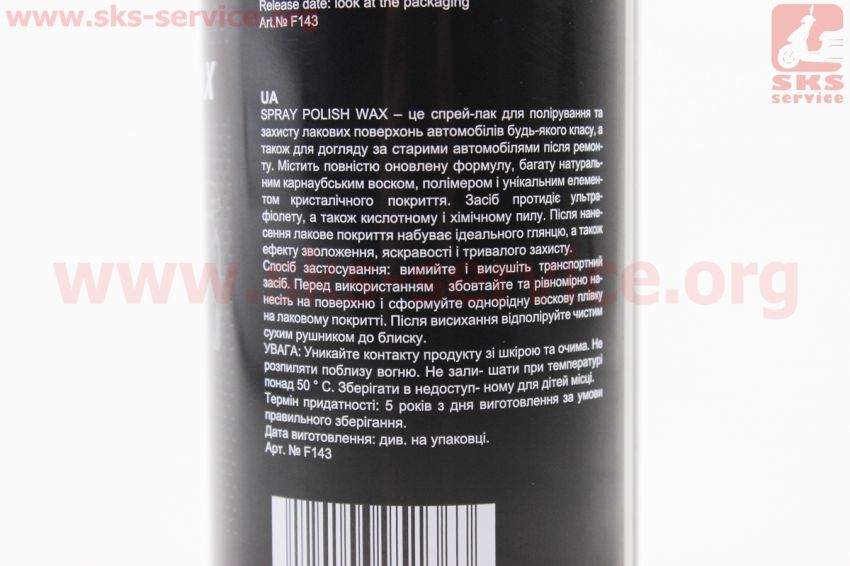 www.sks-service.org
Release date: look at the packaging
Art.№ F143
SKS
service
UA
SPRAY POLISH WAX – це спрей-лак для полірування та
захисту лакових поверхонь автомобілів будь-якого класу, а
також для догляду за старими автомобілями після ремон-
ту. Містить повністю оновлену формулу, багату натураль-
ним карнаубським воском, полімером і унікальним елемен-
том кристалічного покриття. Засіб протидіє ультра-
фіолету, а також кислотному і хімічному пилу. Після нане-
сення лакове покриття набуває ідеального глянцю, а також
ефекту зволоження, яскравості і тривалого захисту.
Спосіб застосування: вимийте і висушіть транспортний
засіб. Перед використанням збовтайте та рівномірно на-
несіть на поверхню і сформуйте однорідну воскову плівку
на лаковому покритті. Після висихання відполіруйте чистим
сухим рушником до блиску.
УВАГА: Уникайте контакту продукту зі шкірою та очима. Не
розпиляти поблизу вогню. Не зали- шати при температурі
понад 50 ° С. Зберігати в недоступ- ному для дітей місці.
Термін придатності: 5 років з дня виготовлення за умови
правильного зберігання.
Дата виготовлення: див. на упаковці.
Арт. № F143
www.sks-service.org